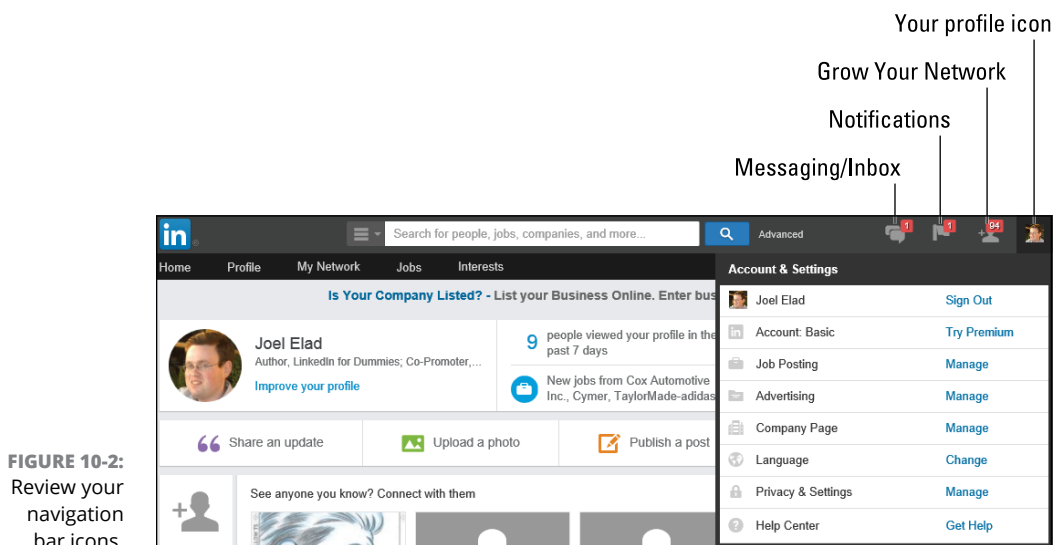 Your profile icon
Grow Your Network
Notifications
Messaging/Inbox
in
Search for people, jobs, companies, and more...
Advanced
1
1
94
Home Profile My Network Jobs Interests
Account & Settings
Is Your Company Listed? - List your Business Online. Enter bus
Joel Elad Sign Out
Account: Basic Try Premium
Job Posting Manage
Advertising Manage
Company Page Manage
Language Change
Privacy & Settings Manage
Help Center Get Help
Joel Elad
Author, LinkedIn for Dummies; Co-Promoter,...
Improve your profile
9 people viewed your profile in the
past 7 days
New jobs from Cox Automotive
Inc., Cymer, TaylorMade-adidas
Share an update Upload a photo Publish a post
See anyone you know? Connect with them
FIGURE 10-2:
Review your
navigation
bar icons.